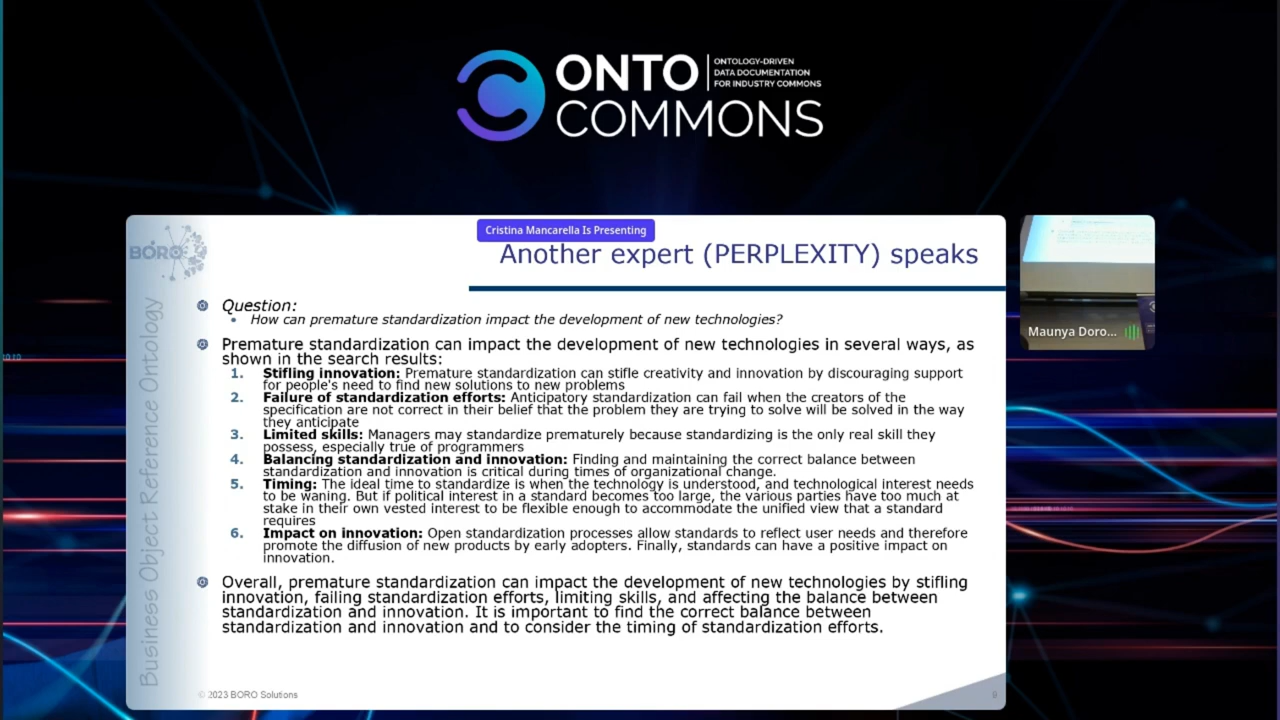 ONTO
COMMONS
ONTOLOGY-DRIVEN
DATA DOCUMENTATION
FOR INDUSTRY COMMONS
Cristina Mancarella Is Presenting
BORO
Another expert (PERPLEXITY) speaks
Business Object Reference Ontology
Question:
• How can premature standardization impact the development of new technologies?
Premature standardization can impact the development of new technologies in several ways, as
shown in the search results:
1. Stifling innovation: Premature standardization can stifle creativity and innovation by discouraging support
for people's need to find new solutions to new problems
2. Failure of standardization efforts: Anticipatory standardization can fail when the creators of the
specification are not correct in their belief that the problem they are trying to solve will be solved in the way
they anticipate
3. Limited skills: Managers may standardize prematurely because standardizing is the only real skill they
possess, especially true of programmers
4. Balancing standardization and innovation: Finding and maintaining the correct balance between
standardization and innovation is critical during times of organizational change.
5. Timing: The ideal time to standardize is when the technology is understood, and technological interest needs
to be waning. But if political interest in a standard becomes too large, the various parties have too much at
stake in their own vested interest to be flexible enough to accommodate the unified view that a standard
requires
6. Impact on innovation: Open standardization processes allow standards to reflect user needs and therefore
promote the diffusion of new products by early adopters. Finally, standards can have a positive impact on
innovation.
Overall, premature standardization can impact the development of new technologies by stifling
innovation, failing standardization efforts, limiting skills, and affecting the balance between
standardization and innovation. It is important to find the correct balance between
standardization and innovation and to consider the timing of standardization efforts.
© 2023 BORO Solutions
9
Maunya Doro...